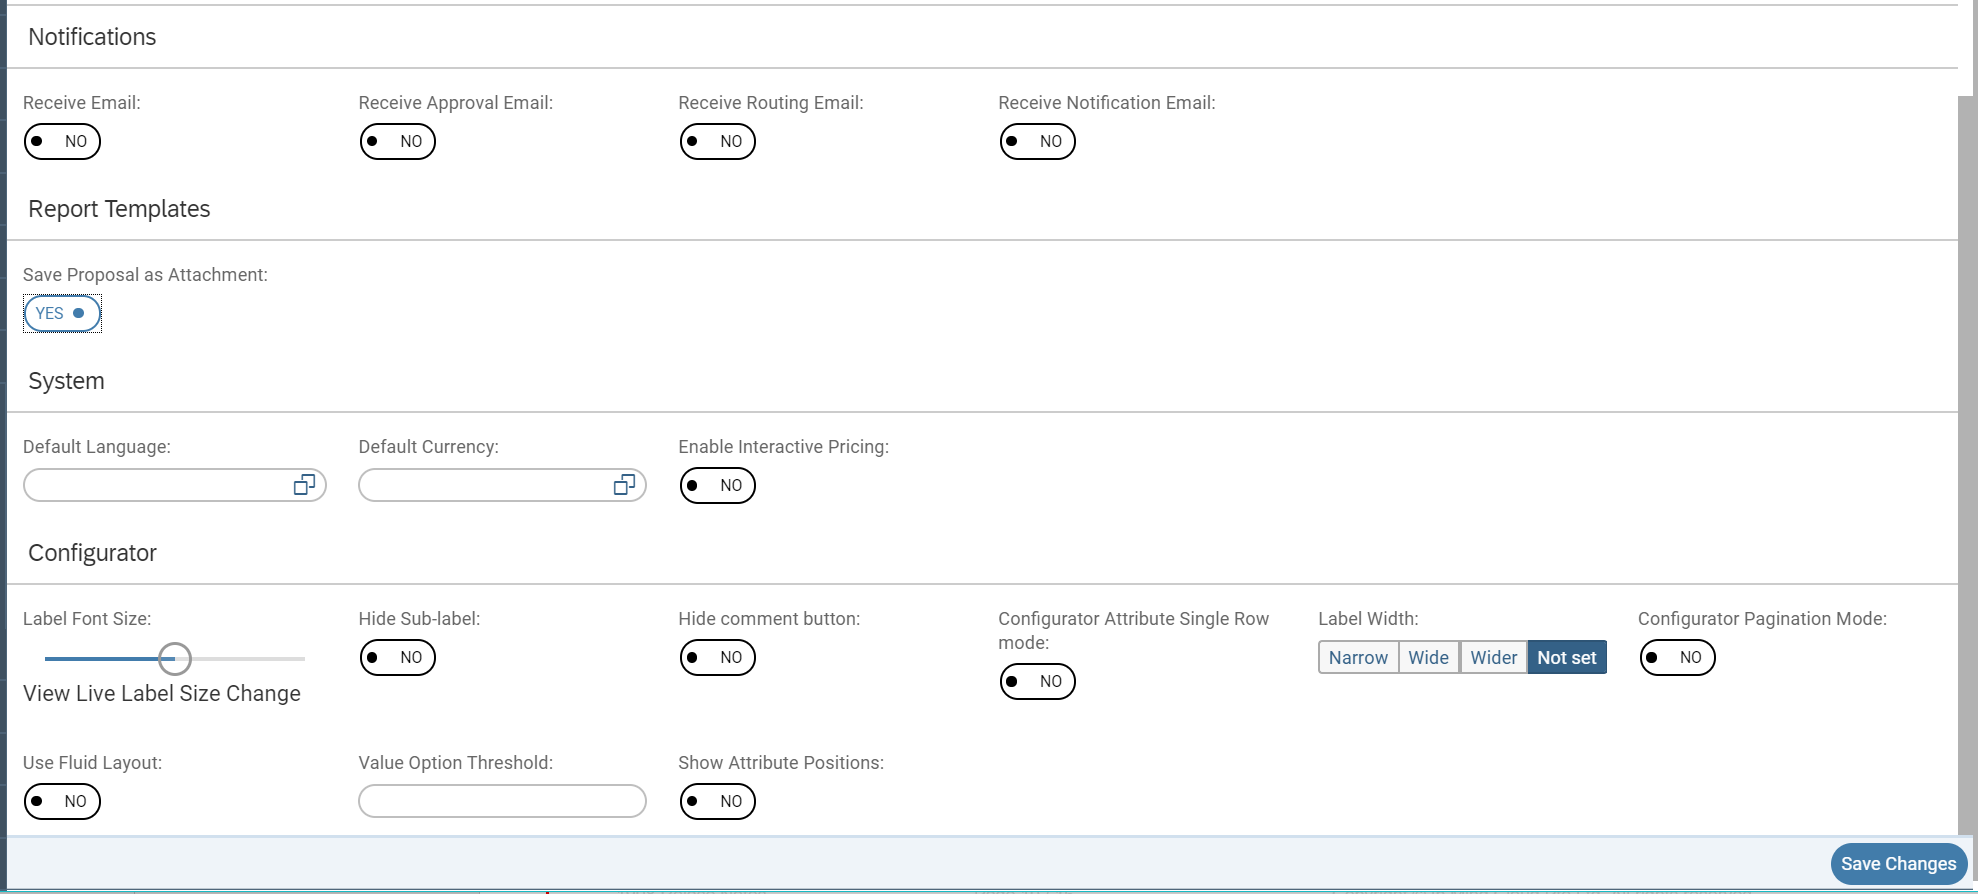 Notifications
Receive Email:
Receive Approval Email:
Receive Routing Email:
Receive Notification Email:
NO
NO
NO
NO
Report Templates
Save Proposal as Attachment:
YES
System
Default Language:
Default Currency:
Enable Interactive Pricing:
NO
Configurator
Label Font Size:
Hide Sub-label:
Hide comment button:
Configurator Attribute Single Row
mode:
Label Width:
Configurator Pagination Mode:
NO
NO
NO
Narrow
Wide
Wider
Not set
NO
View Live Label Size Change
Use Fluid Layout:
Value Option Threshold:
Show Attribute Positions:
NO
NO
Save Changes